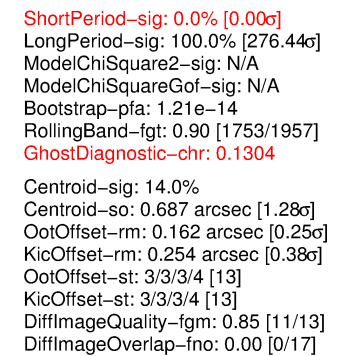 ShortPeriod−sig: 0.0% [0.00σ]
LongPeriod−sig: 100.0% [276.44σ]
ModelChiSquare2−sig: N/A
ModelChiSquareGof−sig: N/A
Bootstrap−pfa: 1.21e−14
RollingBand−fgt: 0.90 [1753/1957]
GhostDiagnostic−chr: 0.1304
Centroid−sig: 14.0%
Centroid−so: 0.687 arcsec [1.28σ]
OotOffset−rm: 0.162 arcsec [0.25σ]
KicOffset−rm: 0.254 arcsec [0.38σ]
OotOffset−st: 3/3/3/4 [13]
KicOffset−st: 3/3/3/4 [13]
DiffImageQuality−fgm: 0.85 [11/13]
DiffImageOverlap−fno: 0.00 [0/17]